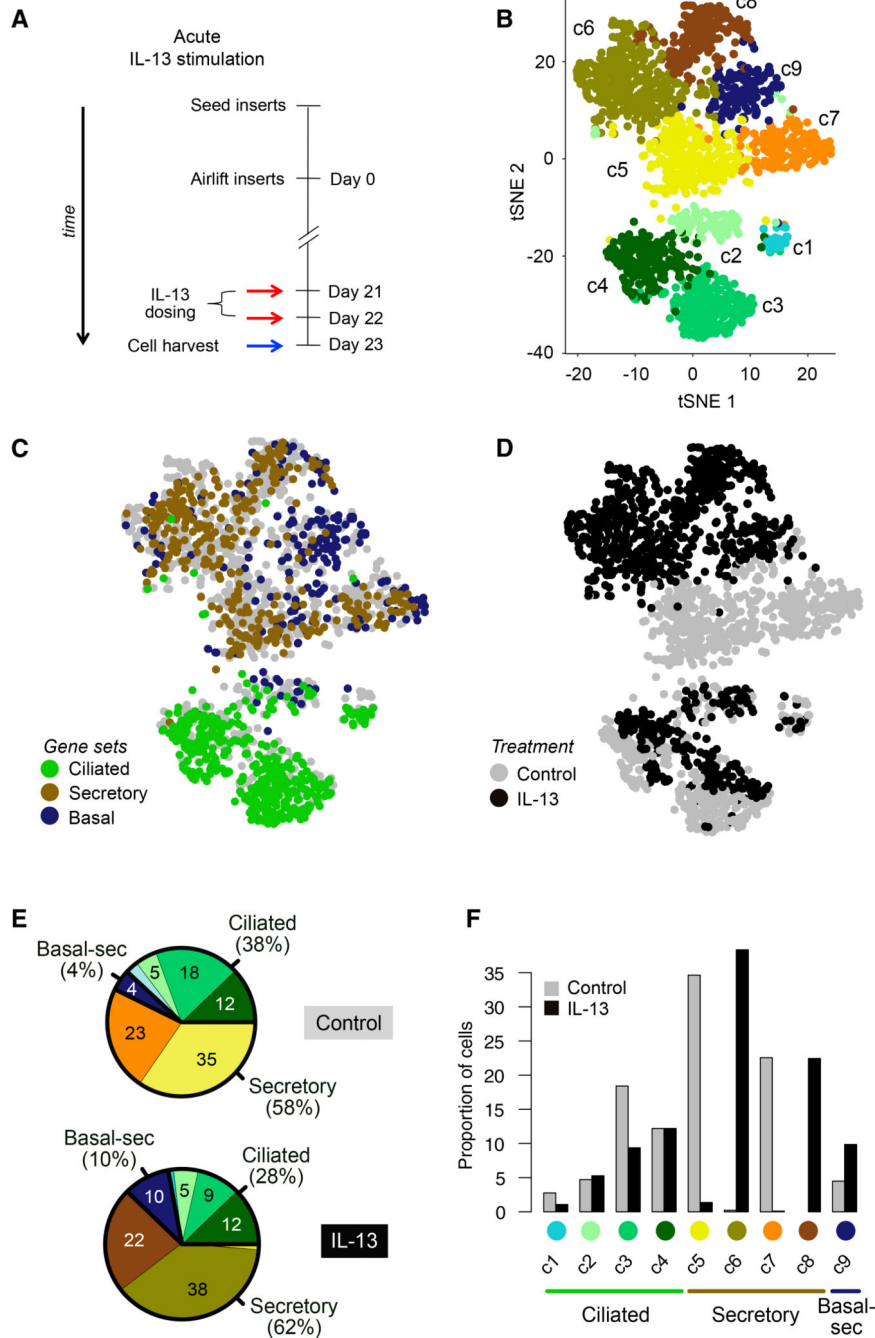 A
Acute
IL-13 stimulation
time
Seed inserts
Airlift inserts
Day 0
IL-13
dosing
Day 21
Day 22
Cell harvest
Day 23
B
c6
c8
c9
c7
c5
c2
c1
c4
c3
tSNE 2
20
0
-20
-40
-20
-10
0
10
20
tSNE 1
C
Gene sets
Ciliated
Secretory
Basal
D
Treatment
Control
IL-13
E
Basal-sec
(4%)
Ciliated
(38%)
5
18
4
12
23
35
Control
Secretory
(58%)
Basal-sec
(10%)
Ciliated
(28%)
10
5
9
12
22
38
IL-13
Secretory
(62%)
F
Proportion of cells
35
30
25
20
15
10
5
0
Control
IL-13
c1
c2
c3
c4
c5
c6
c7
c8
c9
Ciliated
Secretory
Basal-
sec